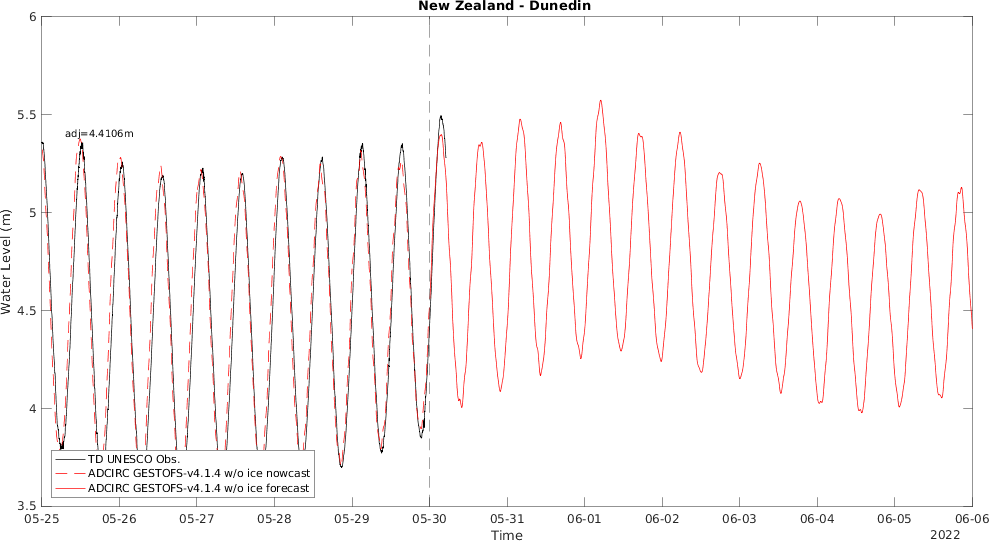 New Zealand - Dunedin
6
5.5
5
4.5
4
3.5
Water Level (m)
adj=4.4106m
TD UNESCO Obs.
ADCIRC GESTOFS-v4.1.4 w/o ice nowcast
ADCIRC GESTOFS-v4.1.4 w/o ice forecast
05-25 05-26 05-27 05-28 05-29 05-30 05-31 06-01 06-02 06-03 06-04 06-05 06-06
Time
2022